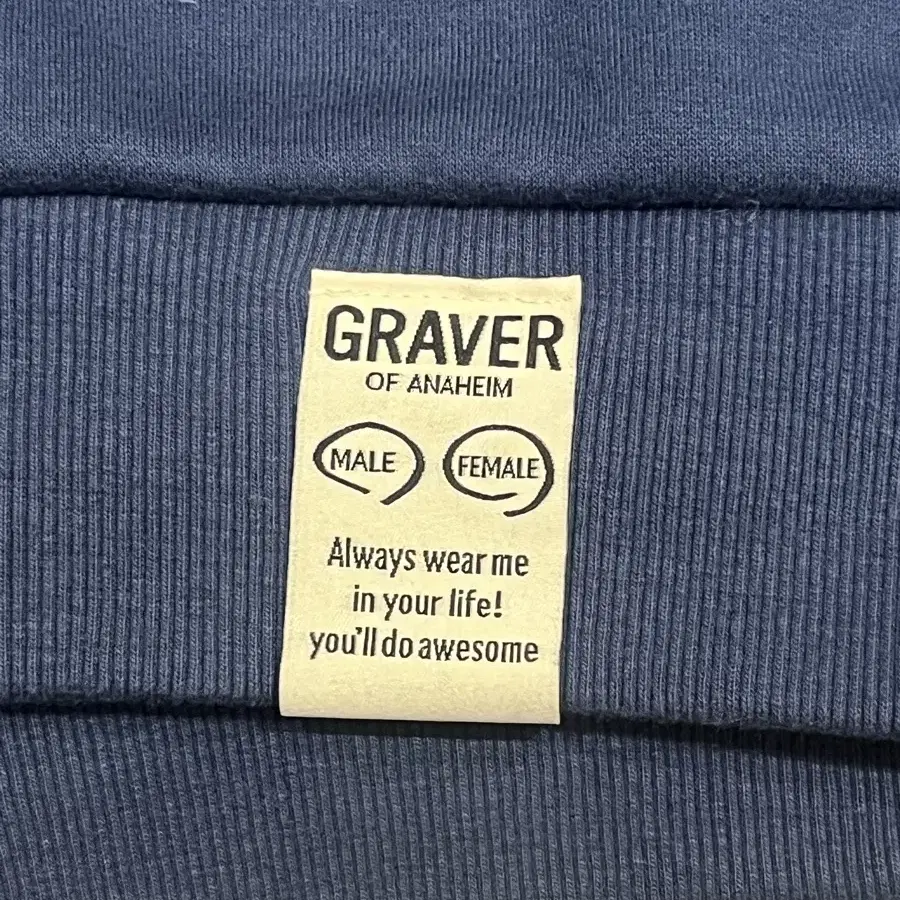 GRAVER
OF ANAHEIM
MALE FEMALE
Always wear me
in your life!
you'll do awesome